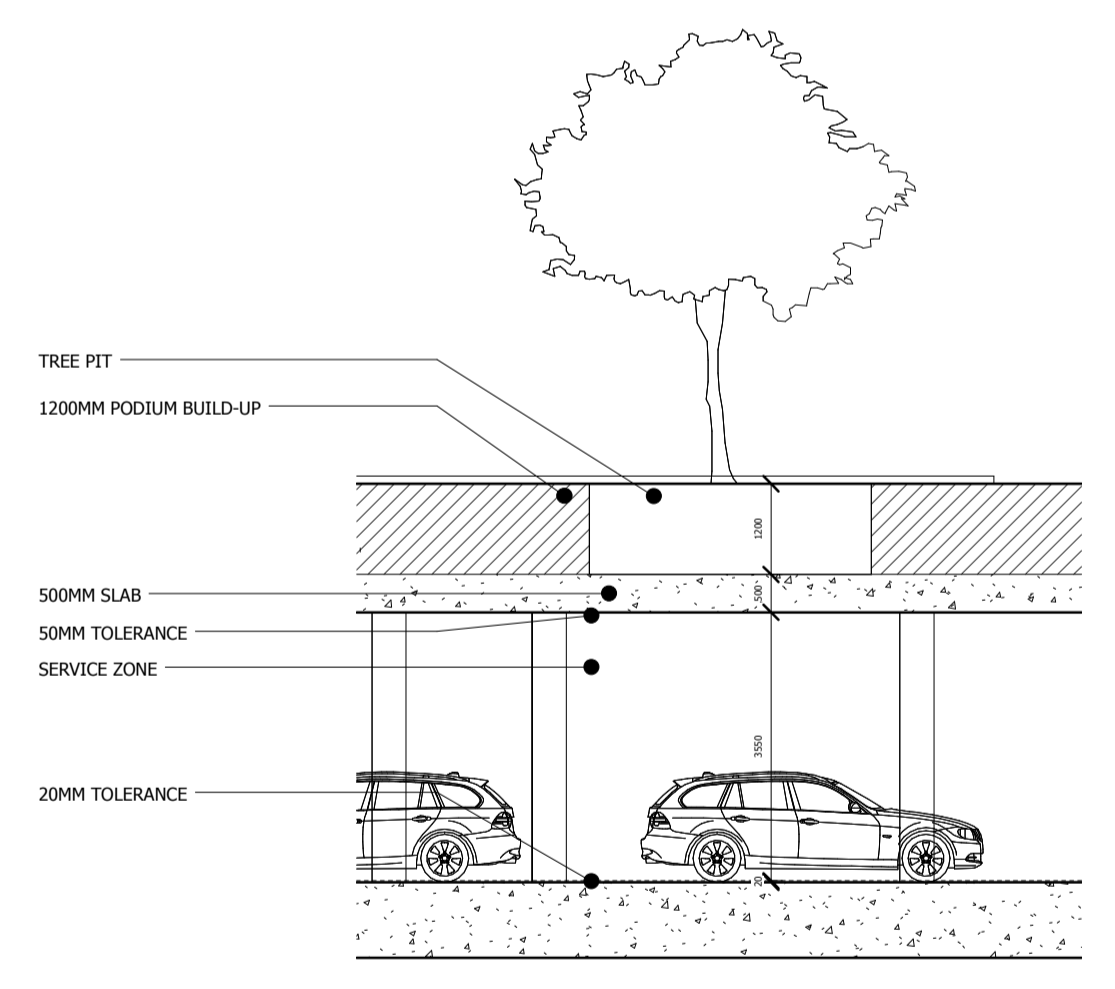 TREE PIT
1200MM PODIUM BUILD-UP
1200
500MM SLAB
500
50MM TOLERANCE
SERVICE ZONE
3550
20MM TOLERANCE
20